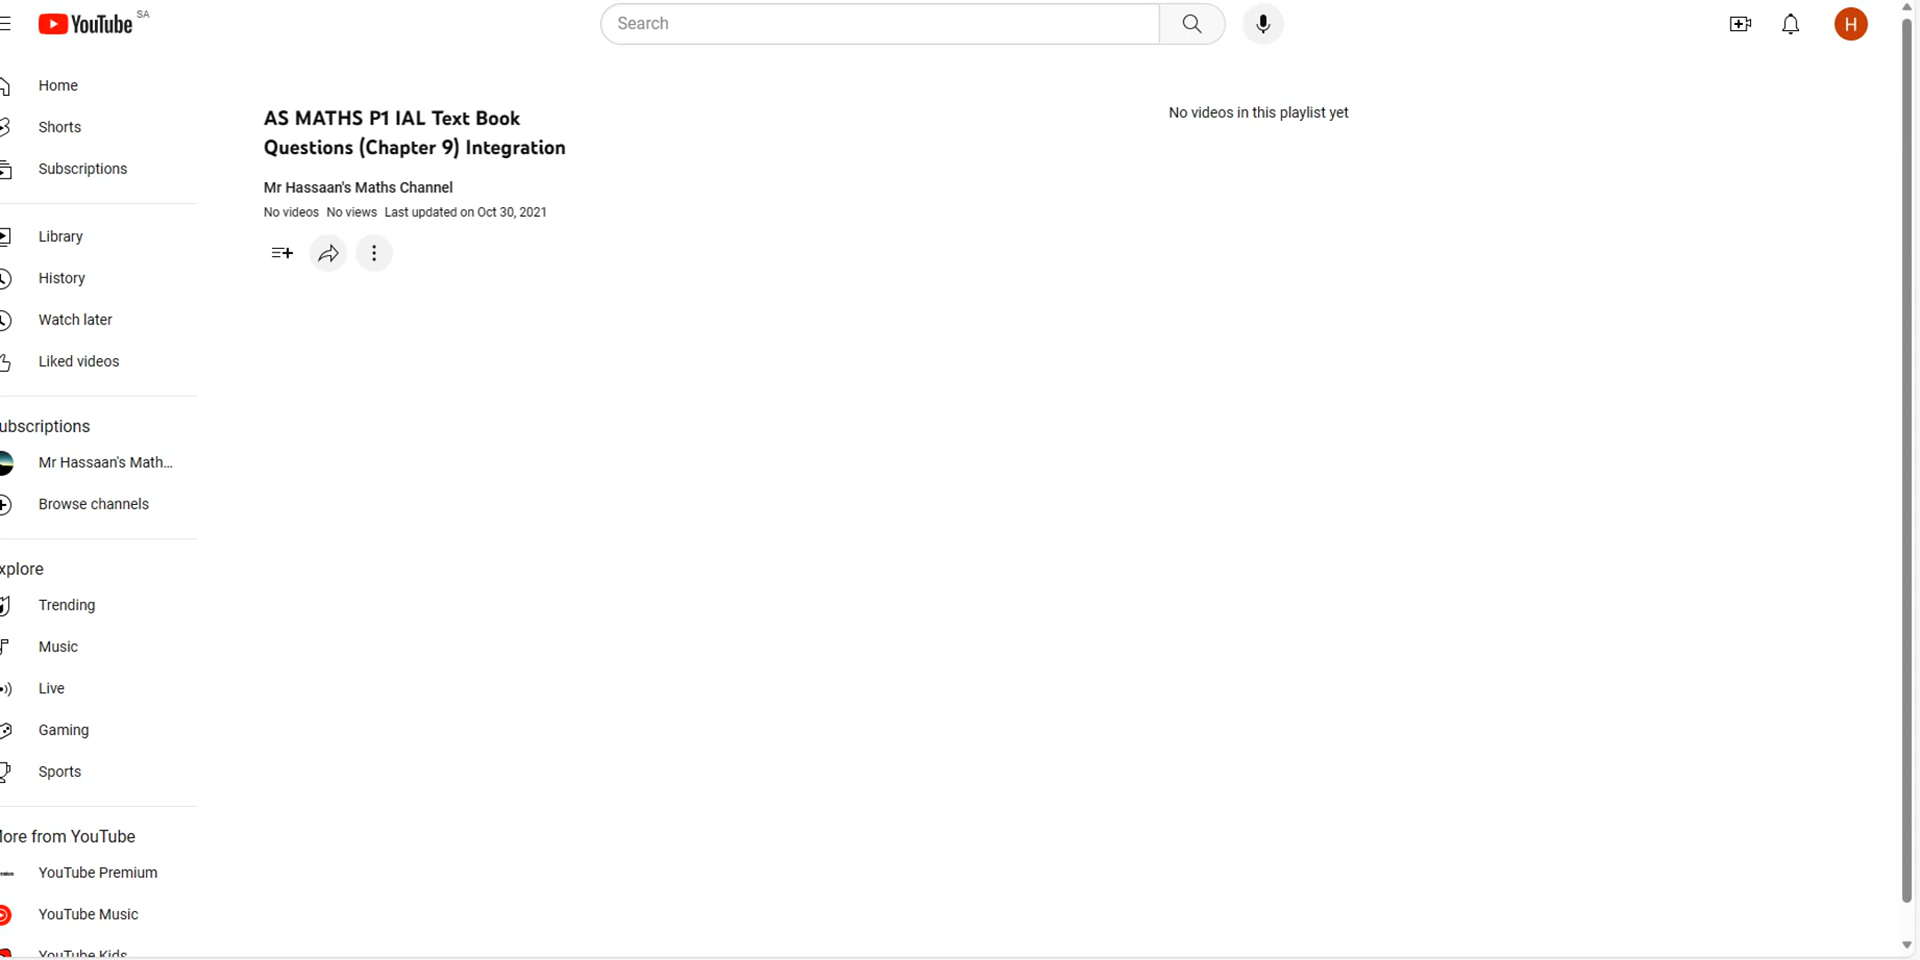 YouTube SA
Search
H
Home
Shorts
Subscriptions
Library
History
Watch later
Liked videos
ubscriptions
Mr Hassaan's Math...
Browse channels
xplore
Trending
Music
Live
Gaming
Sports
ore from YouTube
YouTube Premium
YouTube Music
YouTube Kids
AS MATHS P1 IAL Text Book
Questions (Chapter 9) Integration
Mr Hassaan's Maths Channel
No videos No views Last updated on Oct 30, 2021
No videos in this playlist yet